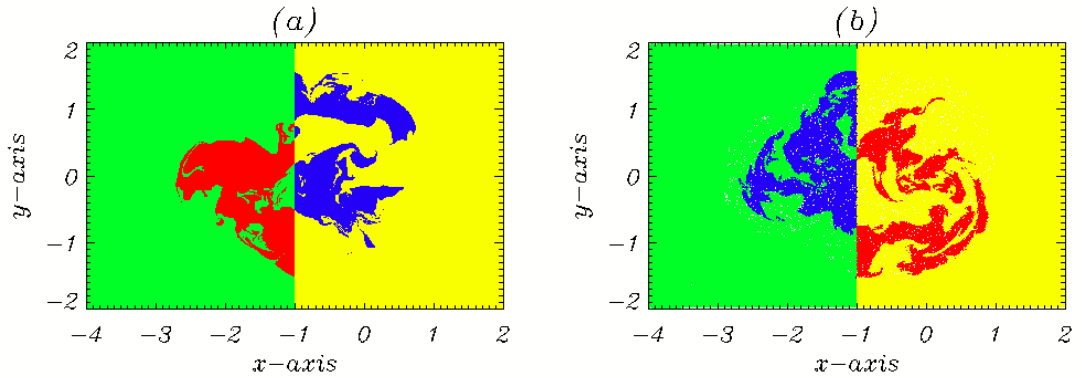 (a) (b)
2 2
1 1
0 0
−1 −1
−2 −2
y−axis y−axis
−4 −3 −2 −1 0 1 2 −4 −3 −2 −1 0 1 2
x−axis x−axis